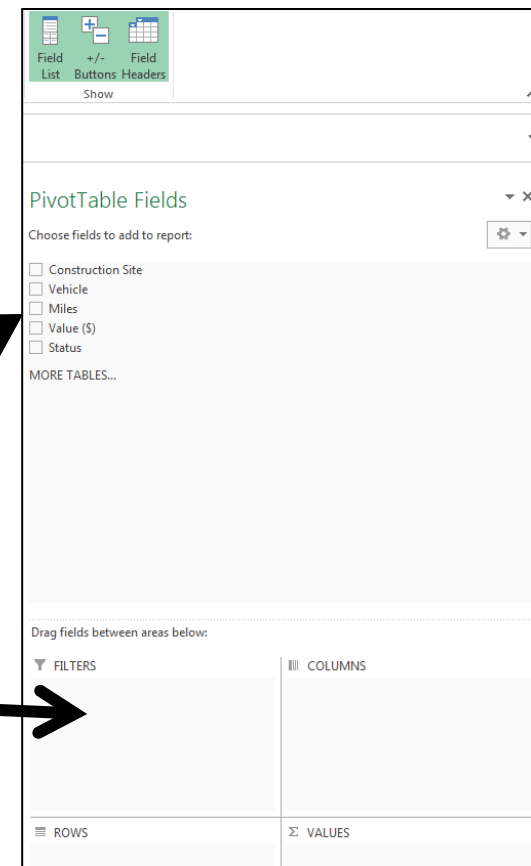 Field +/- Field
List Buttons Headers
Show
PivotTable Fields
Choose fields to add to report:
Construction Site
Vehicle
Miles
Value ($)
Status
MORE TABLES...
Drag fields between areas below:
FILTERS
COLUMNS
ROWS
Σ VALUES